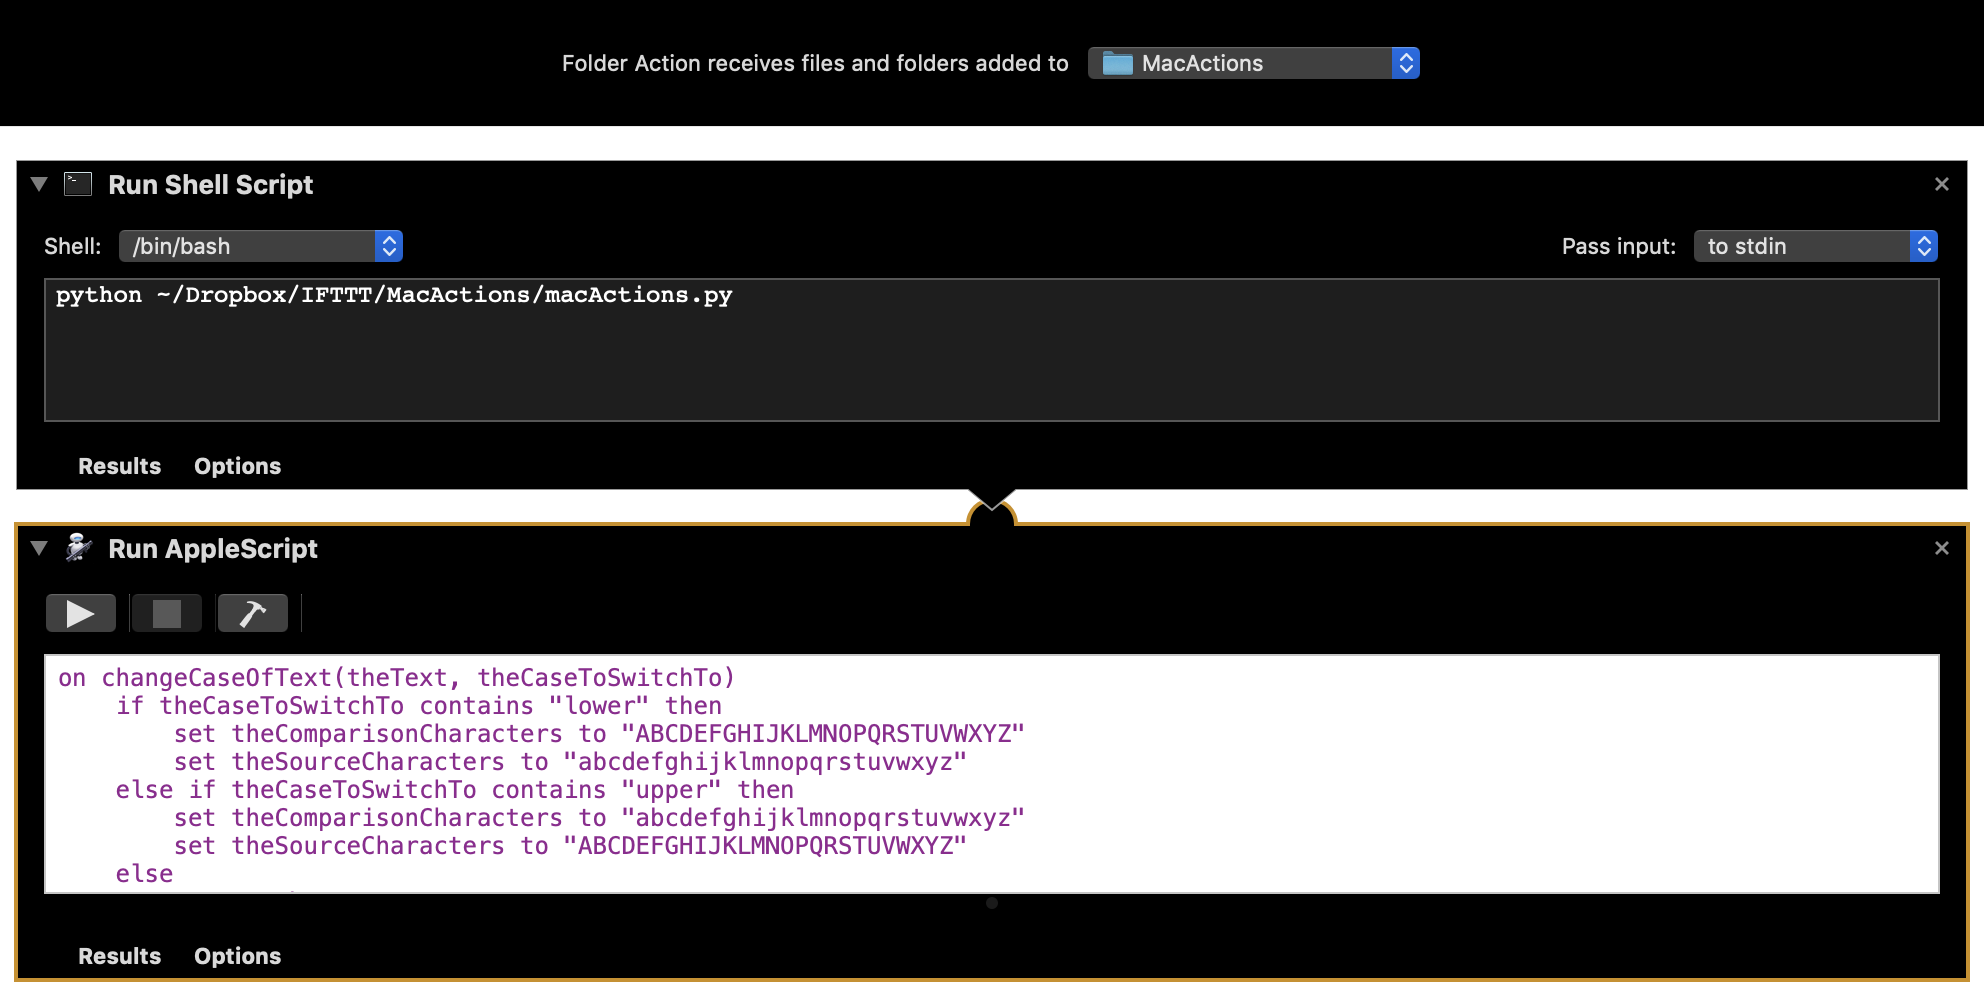 Folder Action receives files and folders added to MacActions
Run Shell Script
Shell: /bin/bash Pass input: to stdin
python ~/Dropbox/IFTTT/MacActions/macActions.py
Results Options
Run AppleScript
on changeCaseOfText(theText, theCaseToSwitchTo)
if theCaseToSwitchTo contains "lower" then
set theComparisonCharacters to "ABCDEFGHIJKLMNOPQRSTUVWXYZ"
set theSourceCharacters to "abcdefghijklmnopqrstuvwxyz"
else if theCaseToSwitchTo contains "upper" then
set theComparisonCharacters to "abcdefghijklmnopqrstuvwxyz"
set theSourceCharacters to "ABCDEFGHIJKLMNOPQRSTUVWXYZ"
else
Results Options